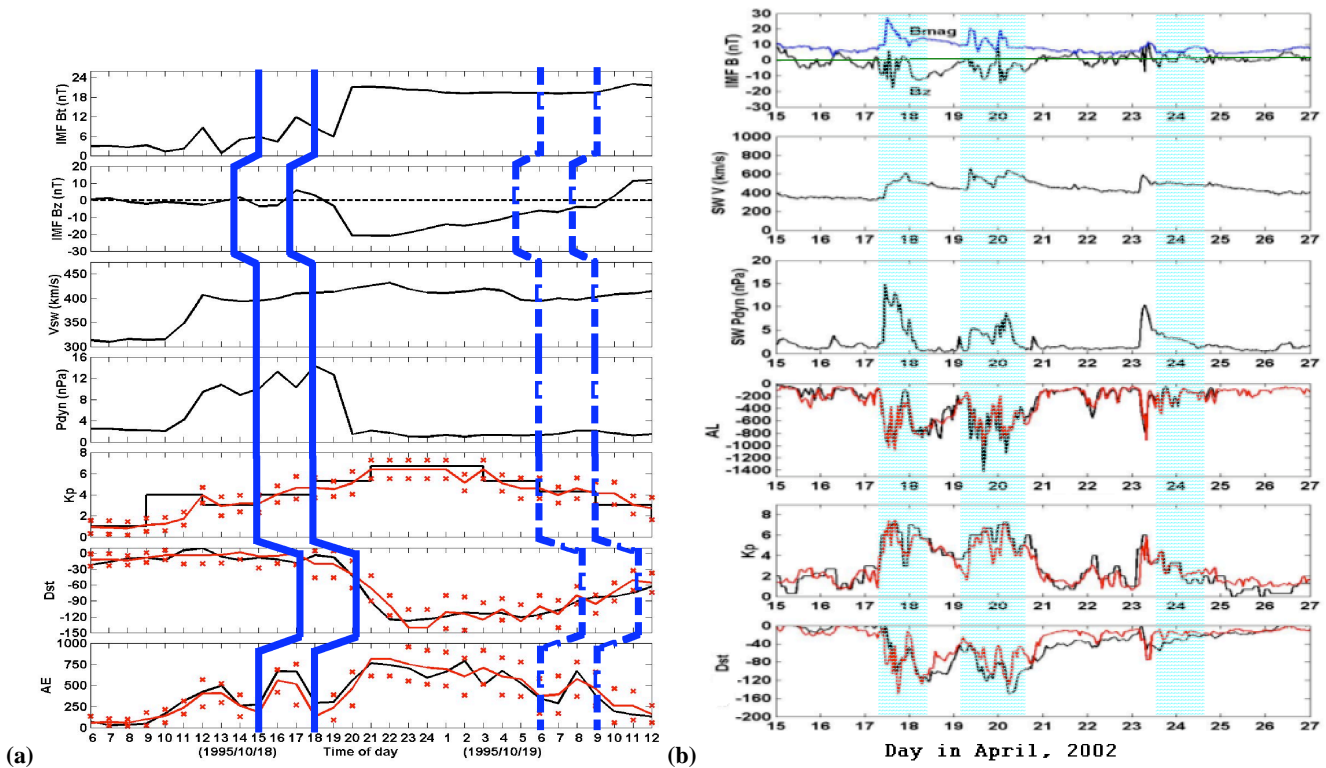 IMF Bt (nT)
24
18
12
6
0
IMF Bz (nT)
20
10
0
-10
-20
-30
Vsw (km/s)
450
400
350
300
Pdyn (nPa)
16
12
8
4
0
Kp
8
6
4
2
0
Dst
0
-30
-60
-90
-120
-150
AE
1000
750
500
250
0
6 7 8 9 10 11 12 13 14 15 16 17 18 19 20 21 22 23 24 1 2 3 4 5 6 7 8 9 10 11 12
(1995/10/18) Time of day (1995/10/19)
(a)
IMF B (nT)
30
20
10
0
-10
-20
-30
Bmag
Bz
15 16 17 18 19 20 21 22 23 24 25 26 27
SW V (km/s)
1000
800
600
400
200
0
15 16 17 18 19 20 21 22 23 24 25 26 27
SW Pdyn (nPa)
20
15
10
5
0
15 16 17 18 19 20 21 22 23 24 25 26 27
AL
0
-200
-400
-600
-800
-1000
-1200
-1400
15 16 17 18 19 20 21 22 23 24 25 26 27
Kp
8
6
4
2
0
15 16 17 18 19 20 21 22 23 24 25 26 27
Dst
0
-40
-80
-120
-160
-200
15 16 17 18 19 20 21 22 23 24 25 26 27
Day in April, 2002
(b)